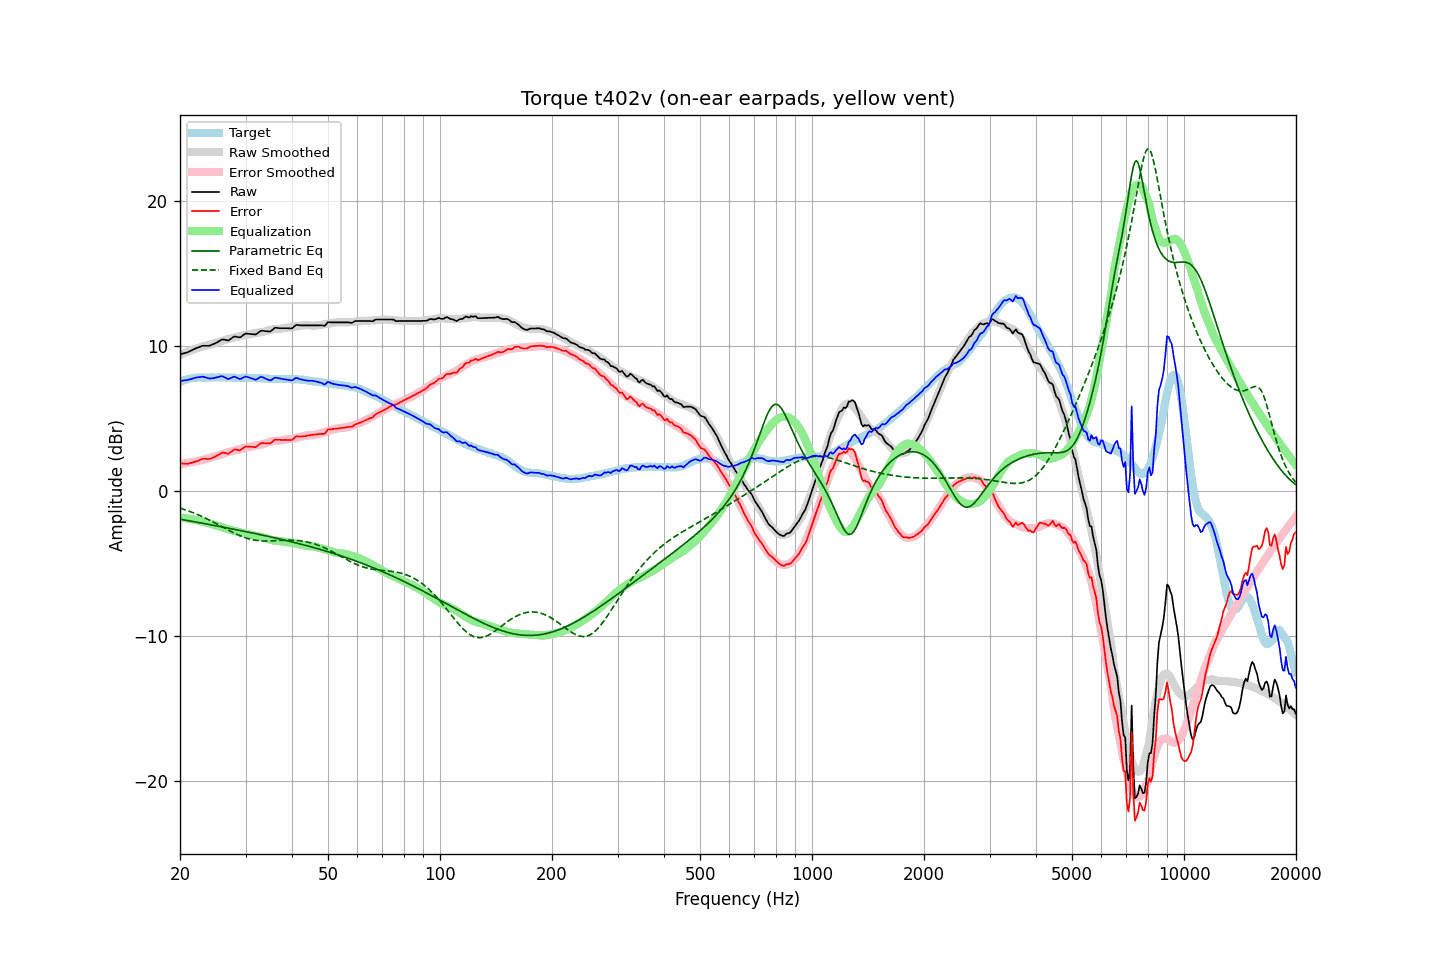 Torque t402v (on-ear earpads, yellow vent)
Target
Raw Smoothed
Error Smoothed
Raw
Error
Equalization
Parametric Eq
Fixed Band Eq
Equalized
20
10
0
−10
−20
Amplitude (dBr)
20 50 100 200 500 1000 2000 5000 10000 20000
Frequency (Hz)